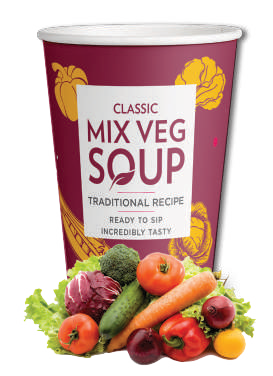 CLASSIC
MIX VEG
SOUP
TRADITIONAL RECIPE
READY TO SIP
INCREDIBLY TASTY